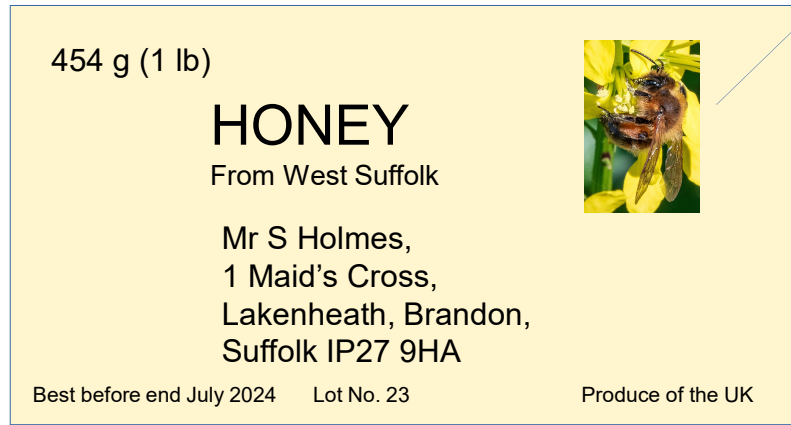 454 g (1 lb)
HONEY
From West Suffolk
Mr S Holmes,
1 Maid’s Cross,
Lakenheath, Brandon,
Suffolk IP27 9HA
Best before end July 2024 Lot No. 23 Produce of the UK